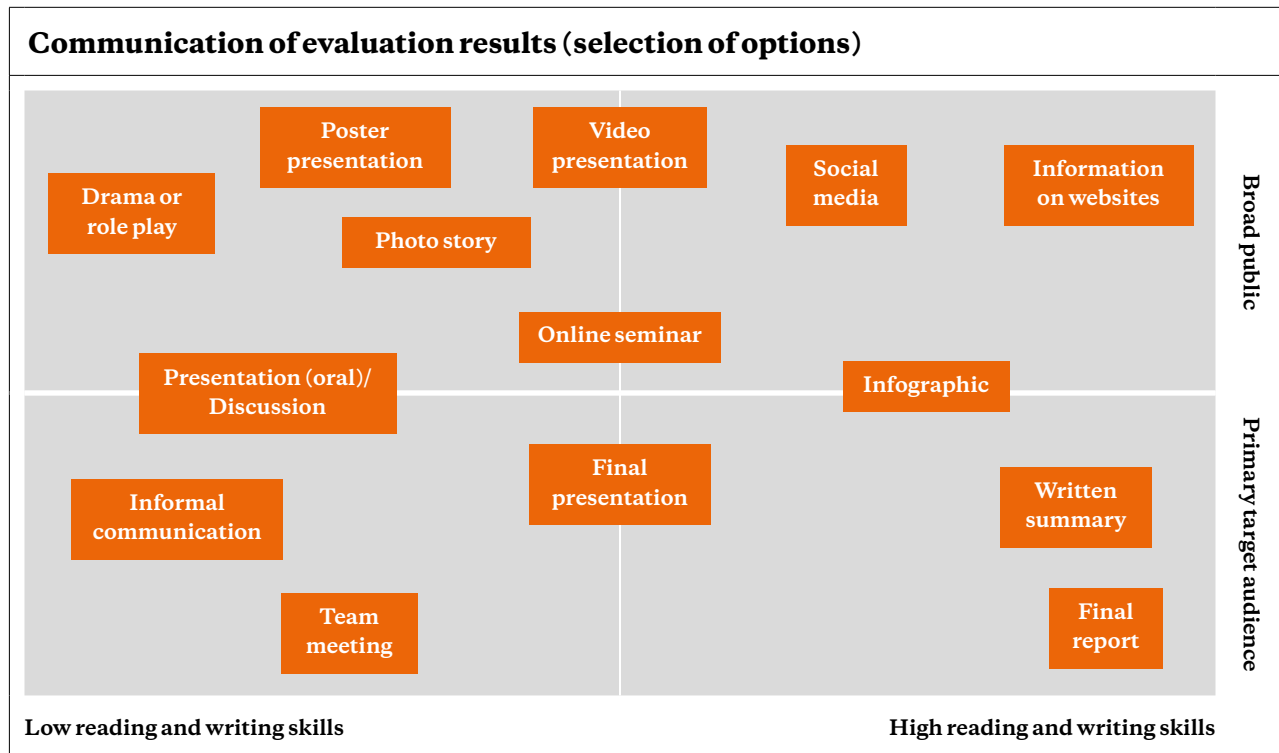 Communication of evaluation results (selection of options)
Poster
presentation
Video
presentation
Social
media
Information
on websites
Drama or
role play
Photo story
Online seminar
Presentation (oral)/
Discussion
Infographic
Broad public
Final
presentation
Informal
communication
Written
summary
Team
meeting
Final
report
Primary target audience
Low reading and writing skills
High reading and writing skills